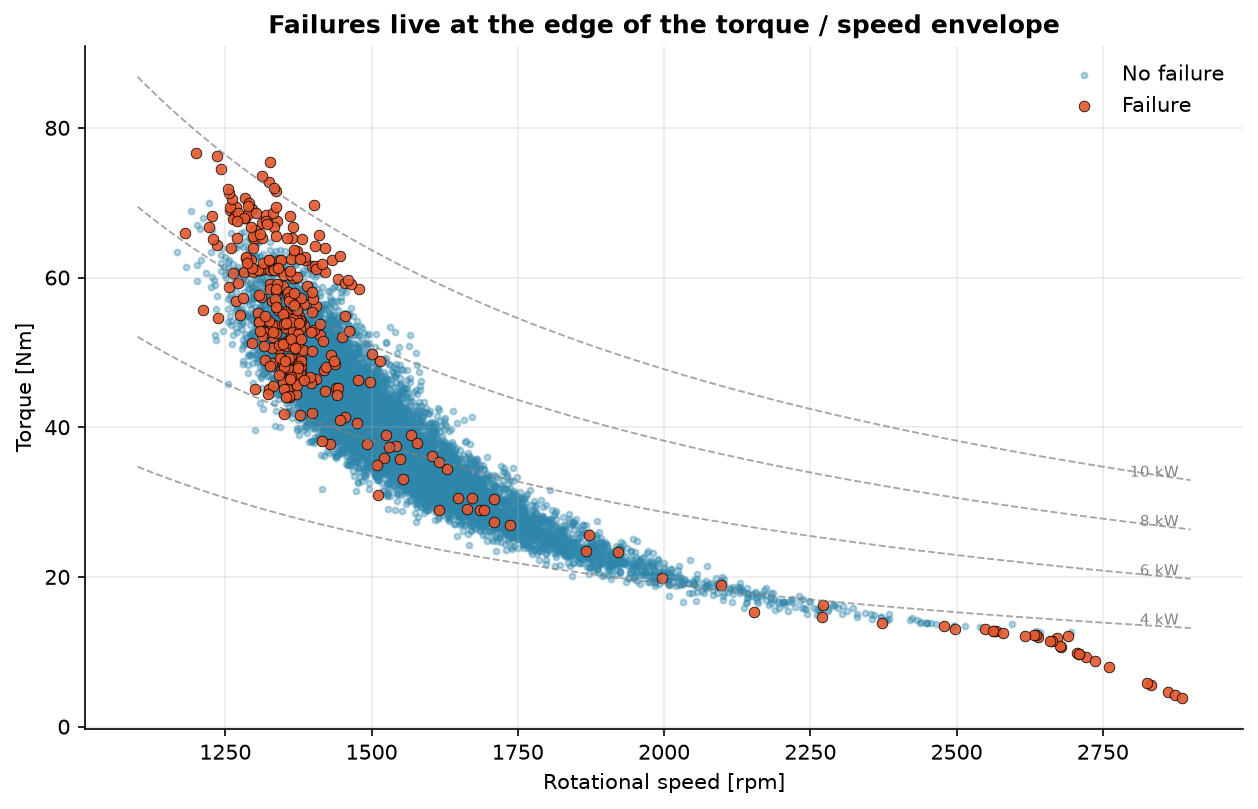 Failures live at the edge of the torque / speed envelope
No failure
Failure
80
60
40
20
0
Torque [Nm]
10 kW
8 kW
6 kW
4 kW
1250 1500 1750 2000 2250 2500 2750
Rotational speed [rpm]